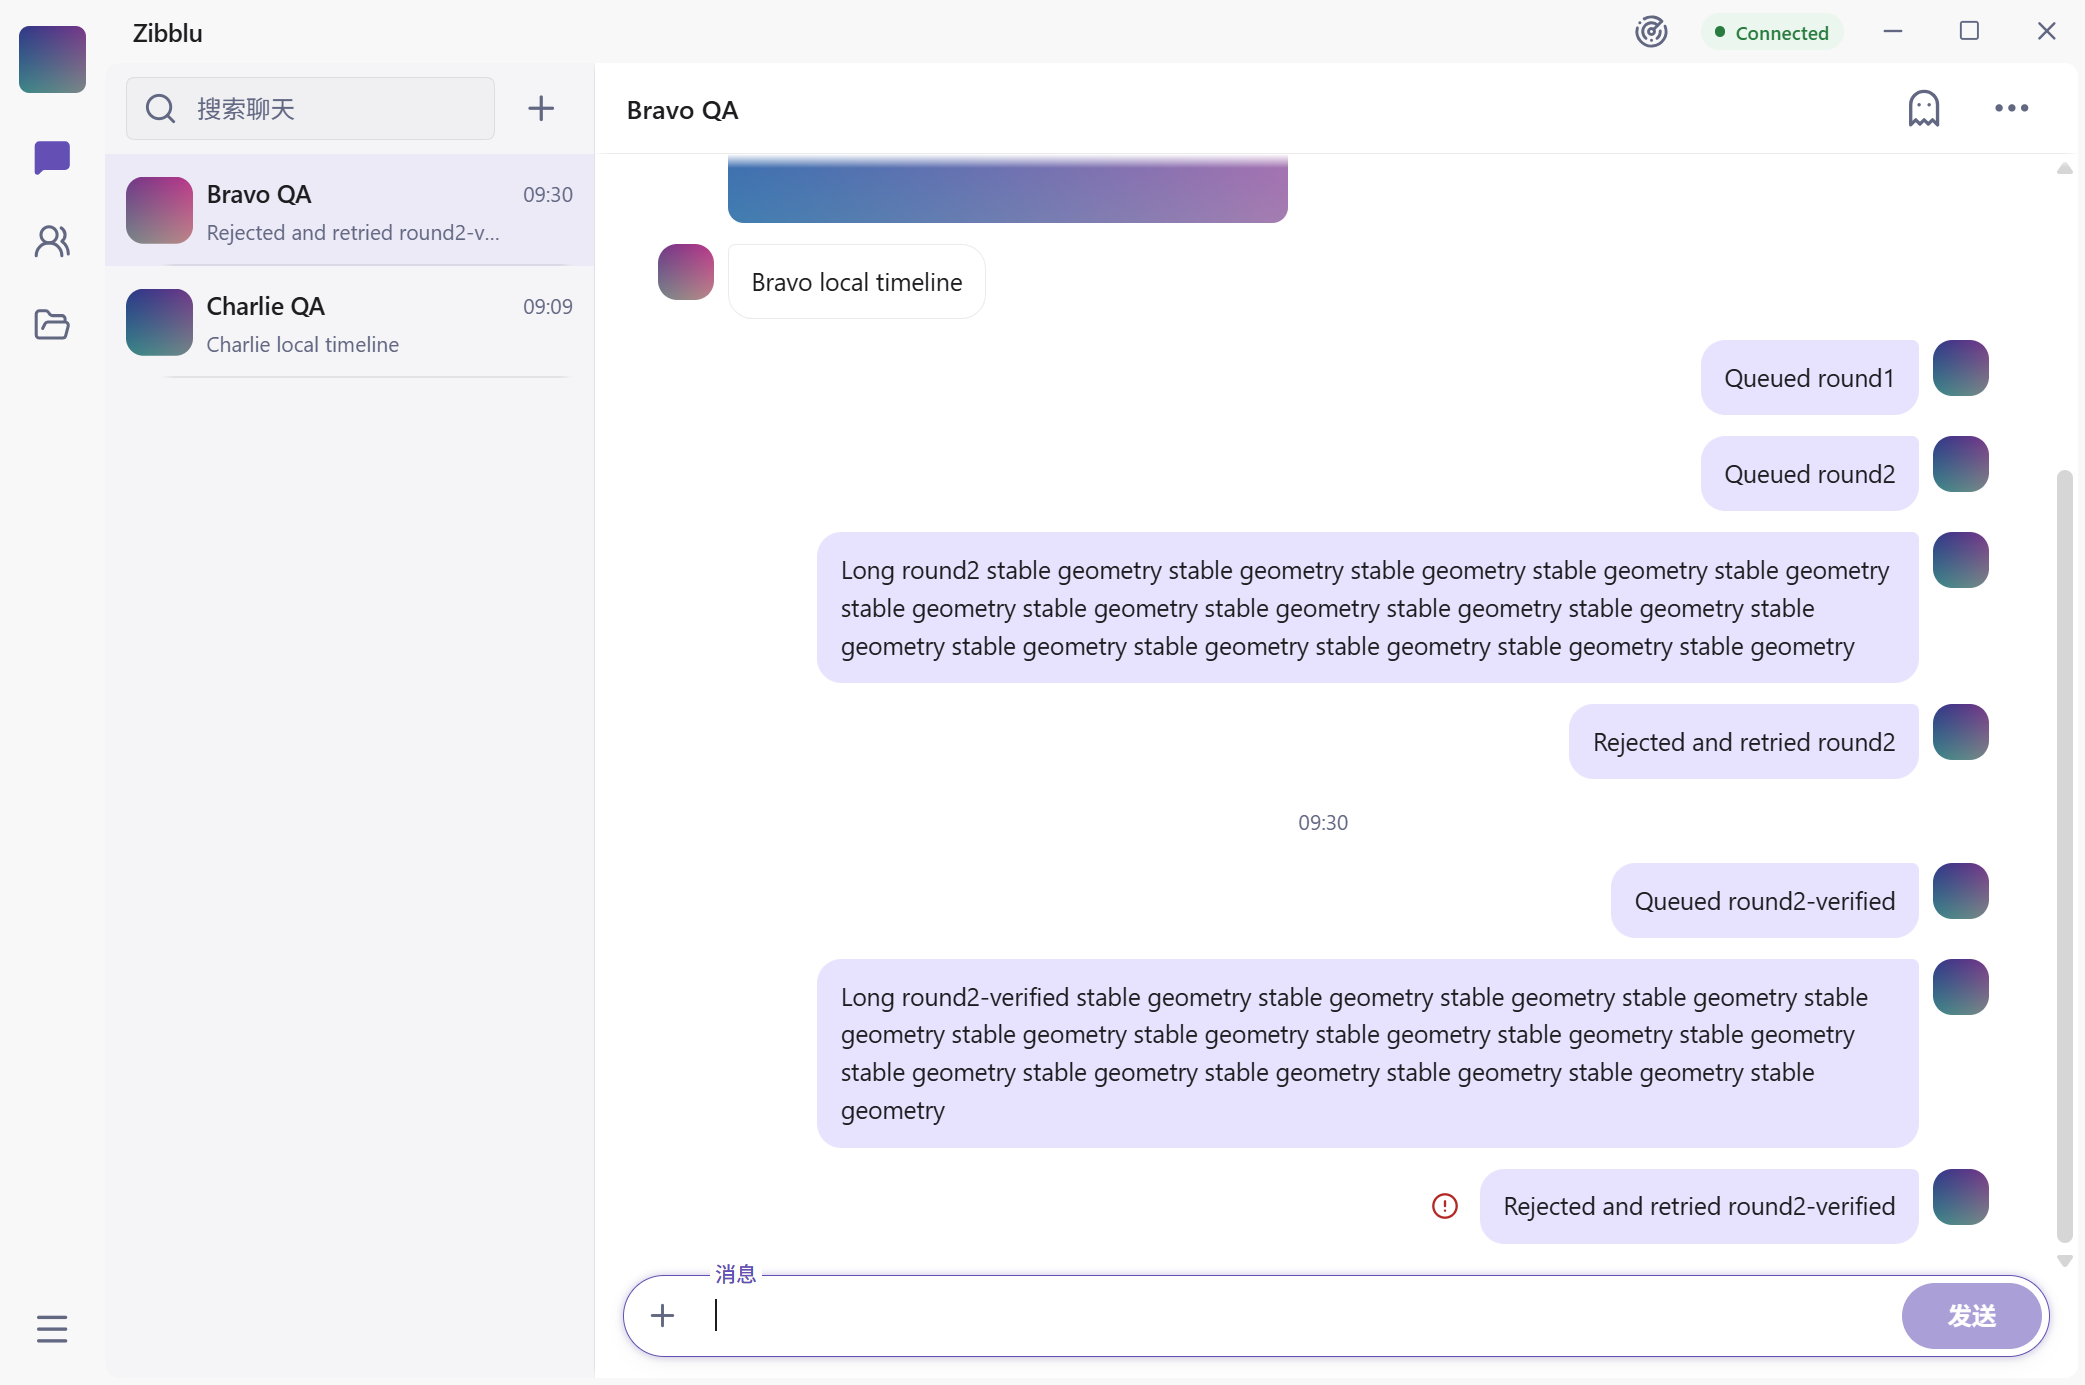 Zibblu
Connected
搜索聊天
Bravo QA
09:30
Rejected and retried round2-v...
Charlie QA
09:09
Charlie local timeline
Bravo QA
Bravo local timeline
Queued round1
Queued round2
Long round2 stable geometry stable geometry stable geometry stable geometry stable geometry
stable geometry stable geometry stable geometry stable geometry stable geometry stable
geometry stable geometry stable geometry stable geometry stable geometry stable geometry
Rejected and retried round2
09:30
Queued round2-verified
Long round2-verified stable geometry stable geometry stable geometry stable geometry stable
geometry stable geometry stable geometry stable geometry stable geometry stable geometry
stable geometry stable geometry stable geometry stable geometry stable geometry stable
geometry
Rejected and retried round2-verified
消息
发送